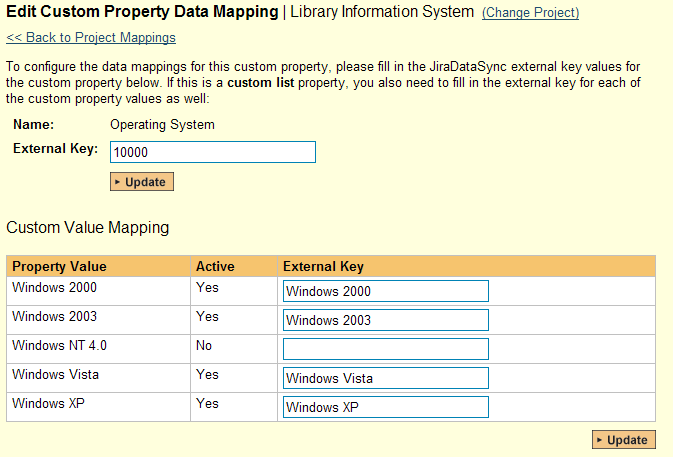 Edit Custom Property Data Mapping | Library Information System (Change Project)
<< Back to Project Mappings
To configure the data mappings for this custom property, please fill in the JiraDataSync external key values for
the custom property below. If this is a custom list property, you also need to fill in the external key for each of
the custom property values as well:
Name: Operating System
External Key: 10000
Update
Custom Value Mapping
Property Value Active External Key
Windows 2000 Yes Windows 2000
Windows 2003 Yes Windows 2003
Windows NT 4.0 No
Windows Vista Yes Windows Vista
Windows XP Yes Windows XP
Update